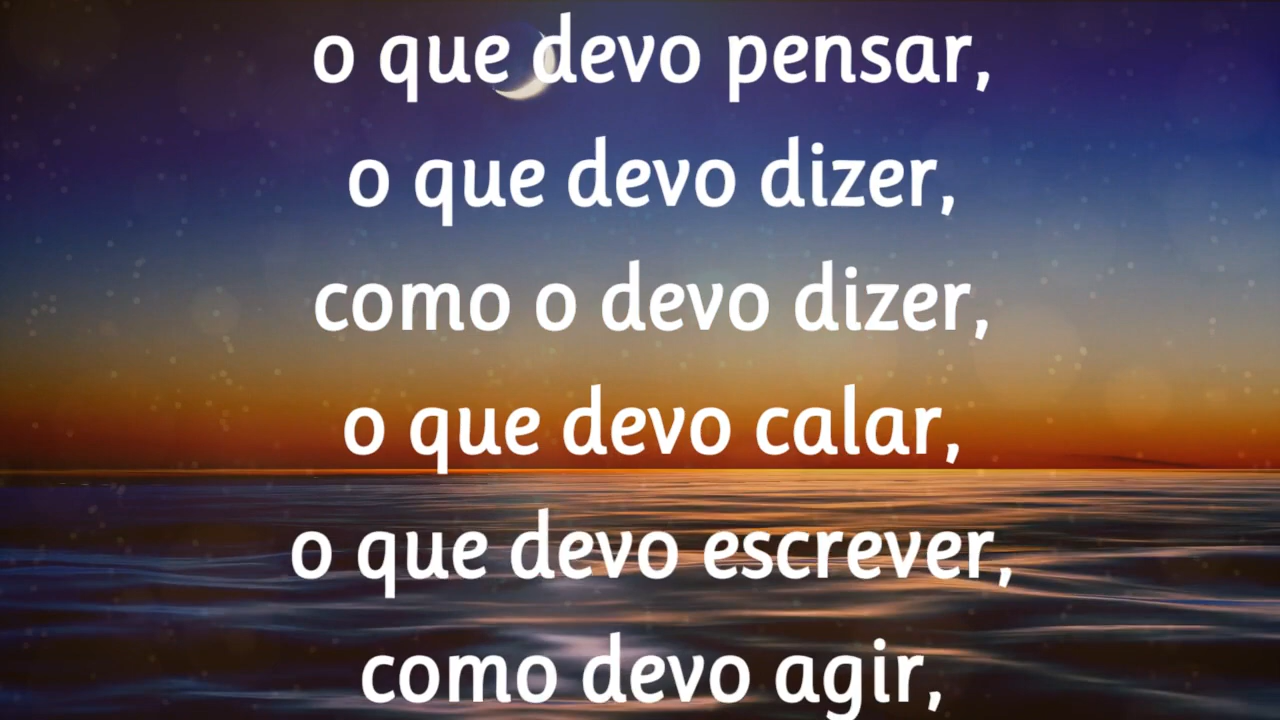 o que devo pensar,
o que devo dizer,
como o devo dizer,
o que devo calar,
o que devo escrever,
como devo agir,